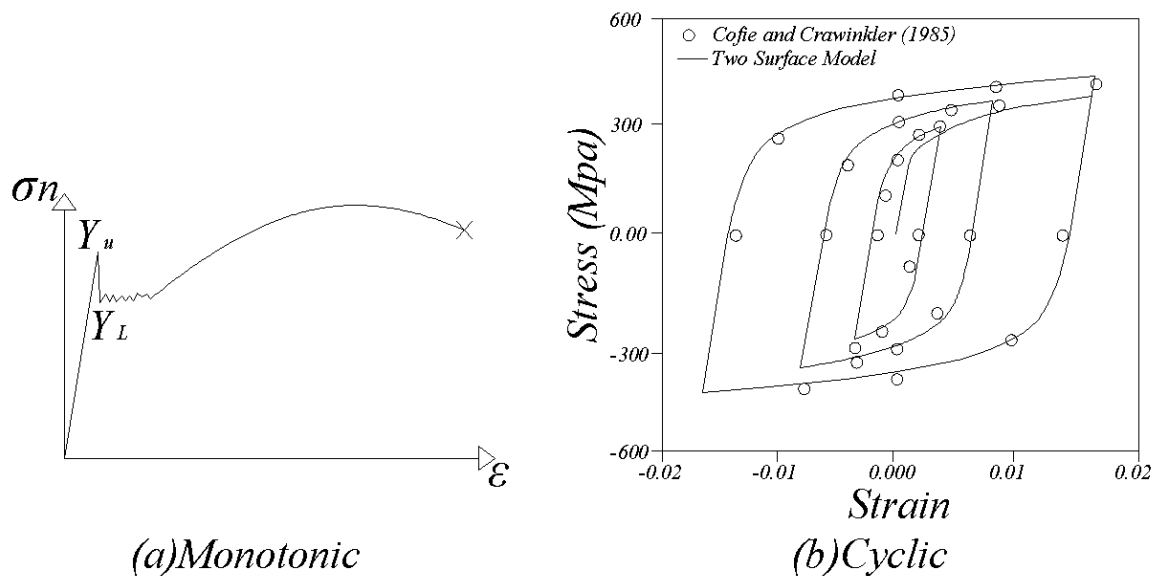 σn
Yu
YL
ε
(a)Monotonic
600
300
0.00
-300
-600
Stress (Mpa)
Cofie and Crawinkler (1985)
Two Surface Model
-0.02 -0.01 0.000 0.01 0.02
Strain
(b)Cyclic